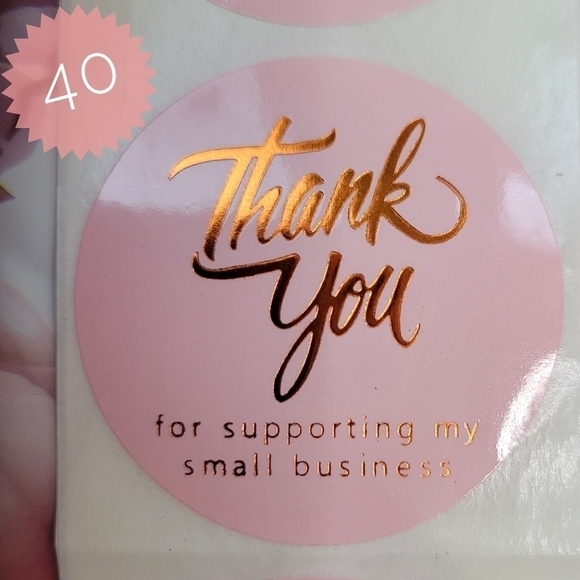 40
Thank
You
for supporting my
small business